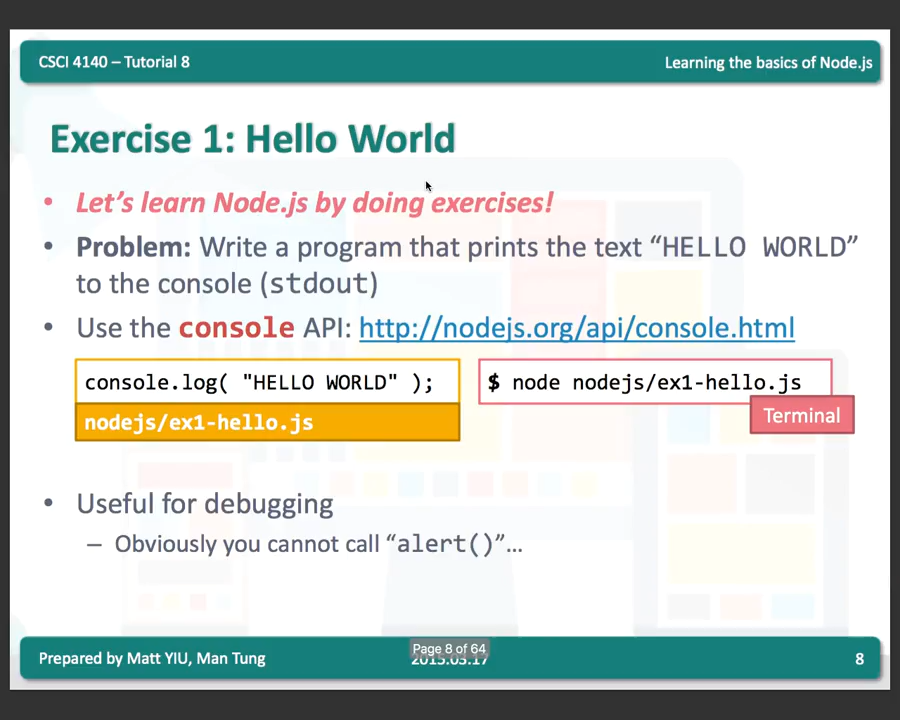 CSCI 4140 – Tutorial 8
Learning the basics of Node.js
Exercise 1: Hello World
• Let's learn Node.js by doing exercises!
• Problem: Write a program that prints the text “HELLO WORLD”
to the console (stdout)
• Use the console API: http://nodejs.org/api/console.html
console.log( "HELLO WORLD" );
nodejs/ex1-hello.js
$ node nodejs/ex1-hello.js
Terminal
• Useful for debugging
– Obviously you cannot call “alert()”…
Prepared by Matt YIU, Man Tung
Page 8 of 64
2015.03.17
8